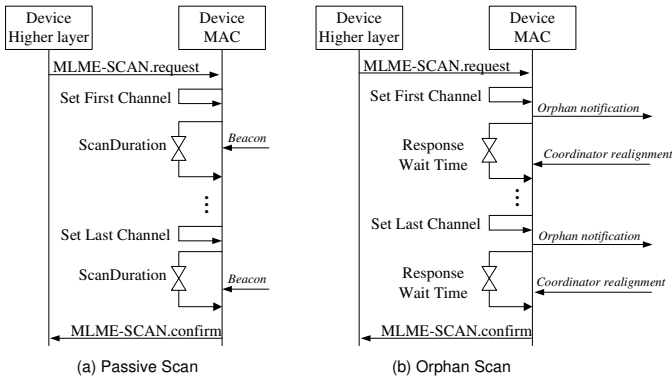 Device
Higher layer
Device
MAC
MLME-SCAN.request
Set First Channel
ScanDuration
Beacon
Set Last Channel
ScanDuration
Beacon
MLME-SCAN.confirm
(a) Passive Scan
Device
Higher layer
Device
MAC
MLME-SCAN.request
Set First Channel
Orphan notification
Response
Wait Time
Coordinator realignment
Set Last Channel
Orphan notification
Response
Wait Time
Coordinator realignment
MLME-SCAN.confirm
(b) Orphan Scan